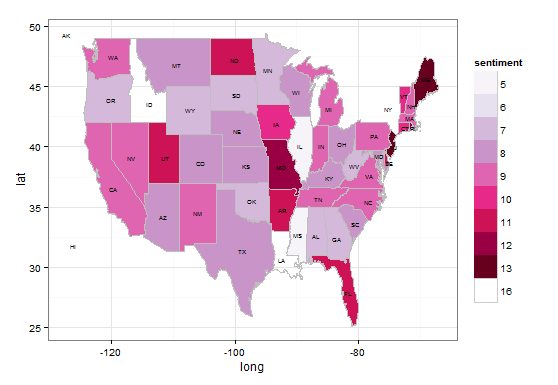 50
45
40
35
30
25
lat
-120
-100
-80
long
AK
WA
MT
ND
MN
OR
ID
WY
SD
WI
MI
NY
VT
NH
MA
CT
NV
UT
CO
NE
IA
IL
IN
OH
PA
MD
WV
VA
KY
KS
CA
AZ
NM
OK
AR
TN
NC
SC
HI
TX
LA
MS
AL
GA
FL
sentiment
5
6
7
8
9
10
11
12
13
16